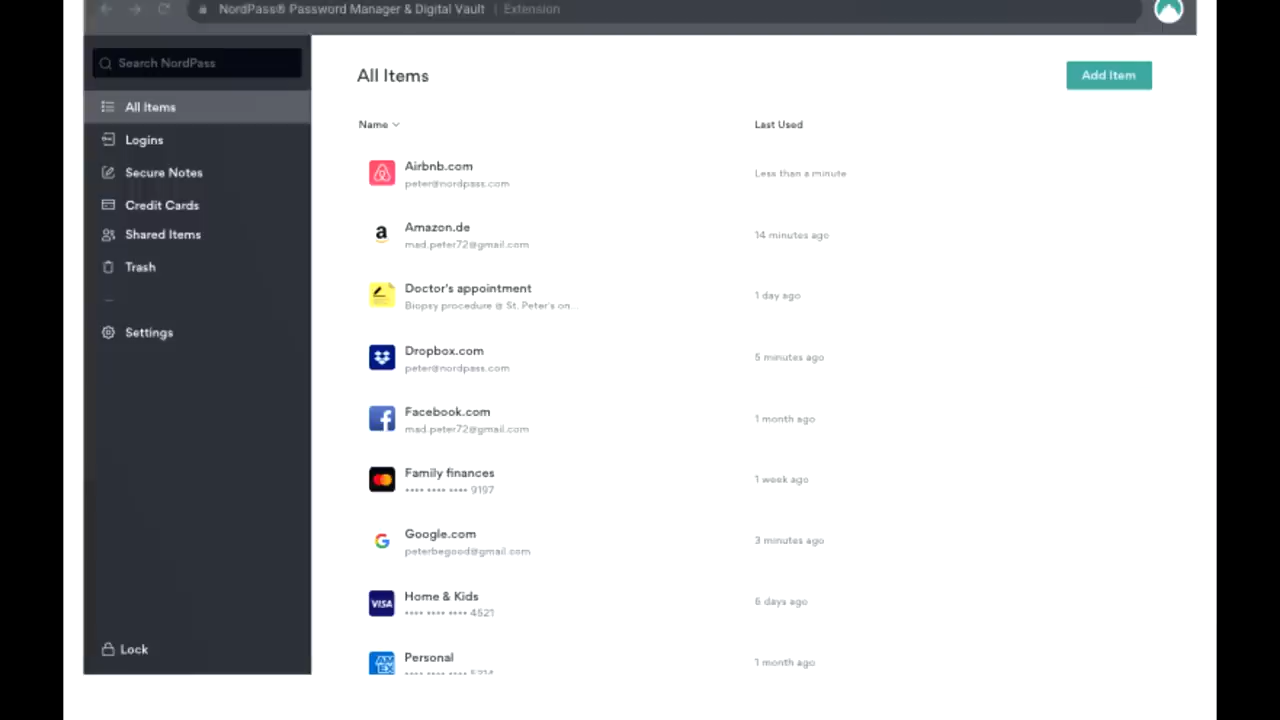 NordPass® Password Manager & Digital Vault | Extension
Search NordPass
All Items
Logins
Secure Notes
Credit Cards
Shared Items
Trash
Settings
Lock
All Items
Add Item
Name
Last Used
Airbnb.com
peter@nordpass.com
Less than a minute
a
Amazon.de
mad.peter72@gmail.com
14 minutes ago
Doctor's appointment
Biopsy procedure @ St. Peter's on...
1 day ago
Dropbox.com
peter@nordpass.com
5 minutes ago
f
Facebook.com
mad.peter72@gmail.com
1 month ago
Family finances
•••• •••• •••• 9197
1 week ago
G
Google.com
peterbegood@gmail.com
3 minutes ago
VISA
Home & Kids
•••• •••• •••• 4521
6 days ago
AM
EX
Personal
1 month ago